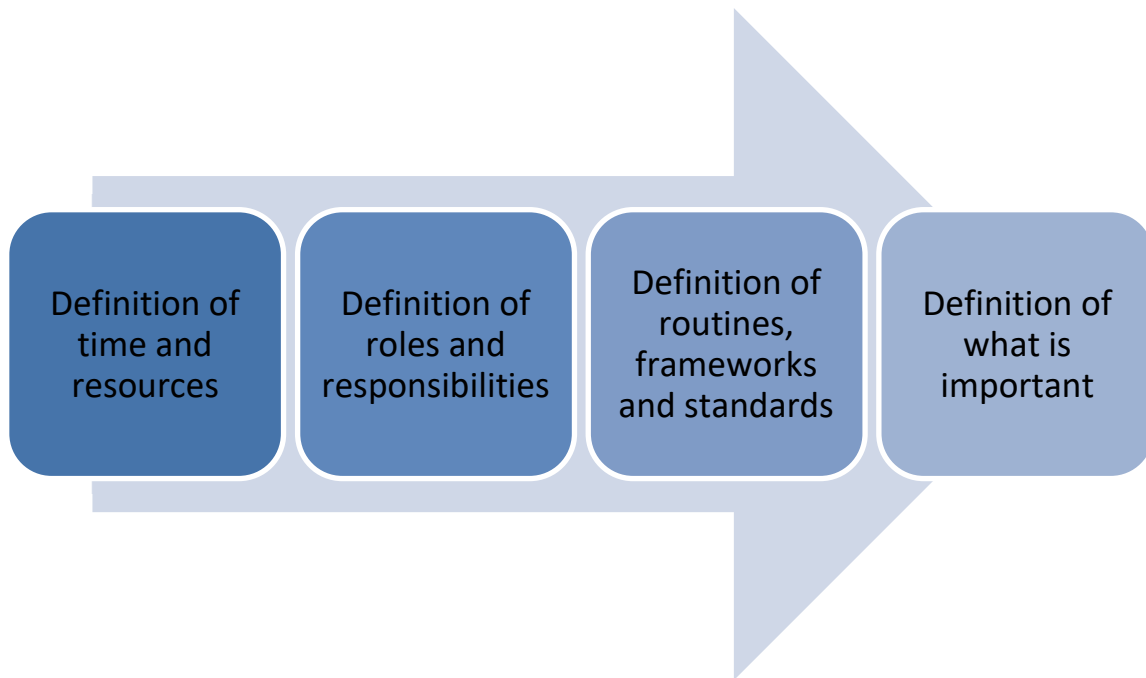 Definition of
time and
resources
Definition of
roles and
responsibilities
Definition of
routines,
frameworks
and standards
Definition of
what is
important